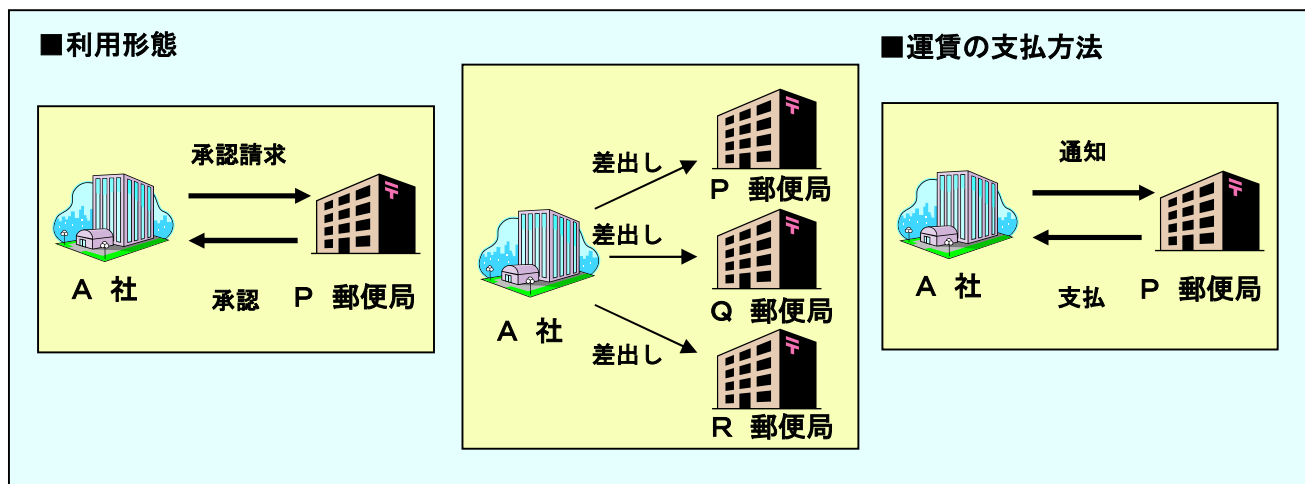 ■利用形態
承認請求
A 社
承認
P 郵便局
差出し
P 郵便局
差出し
Q 郵便局
A 社
差出し
R 郵便局
■運賃の支払方法
通知
A 社
支払
P 郵便局